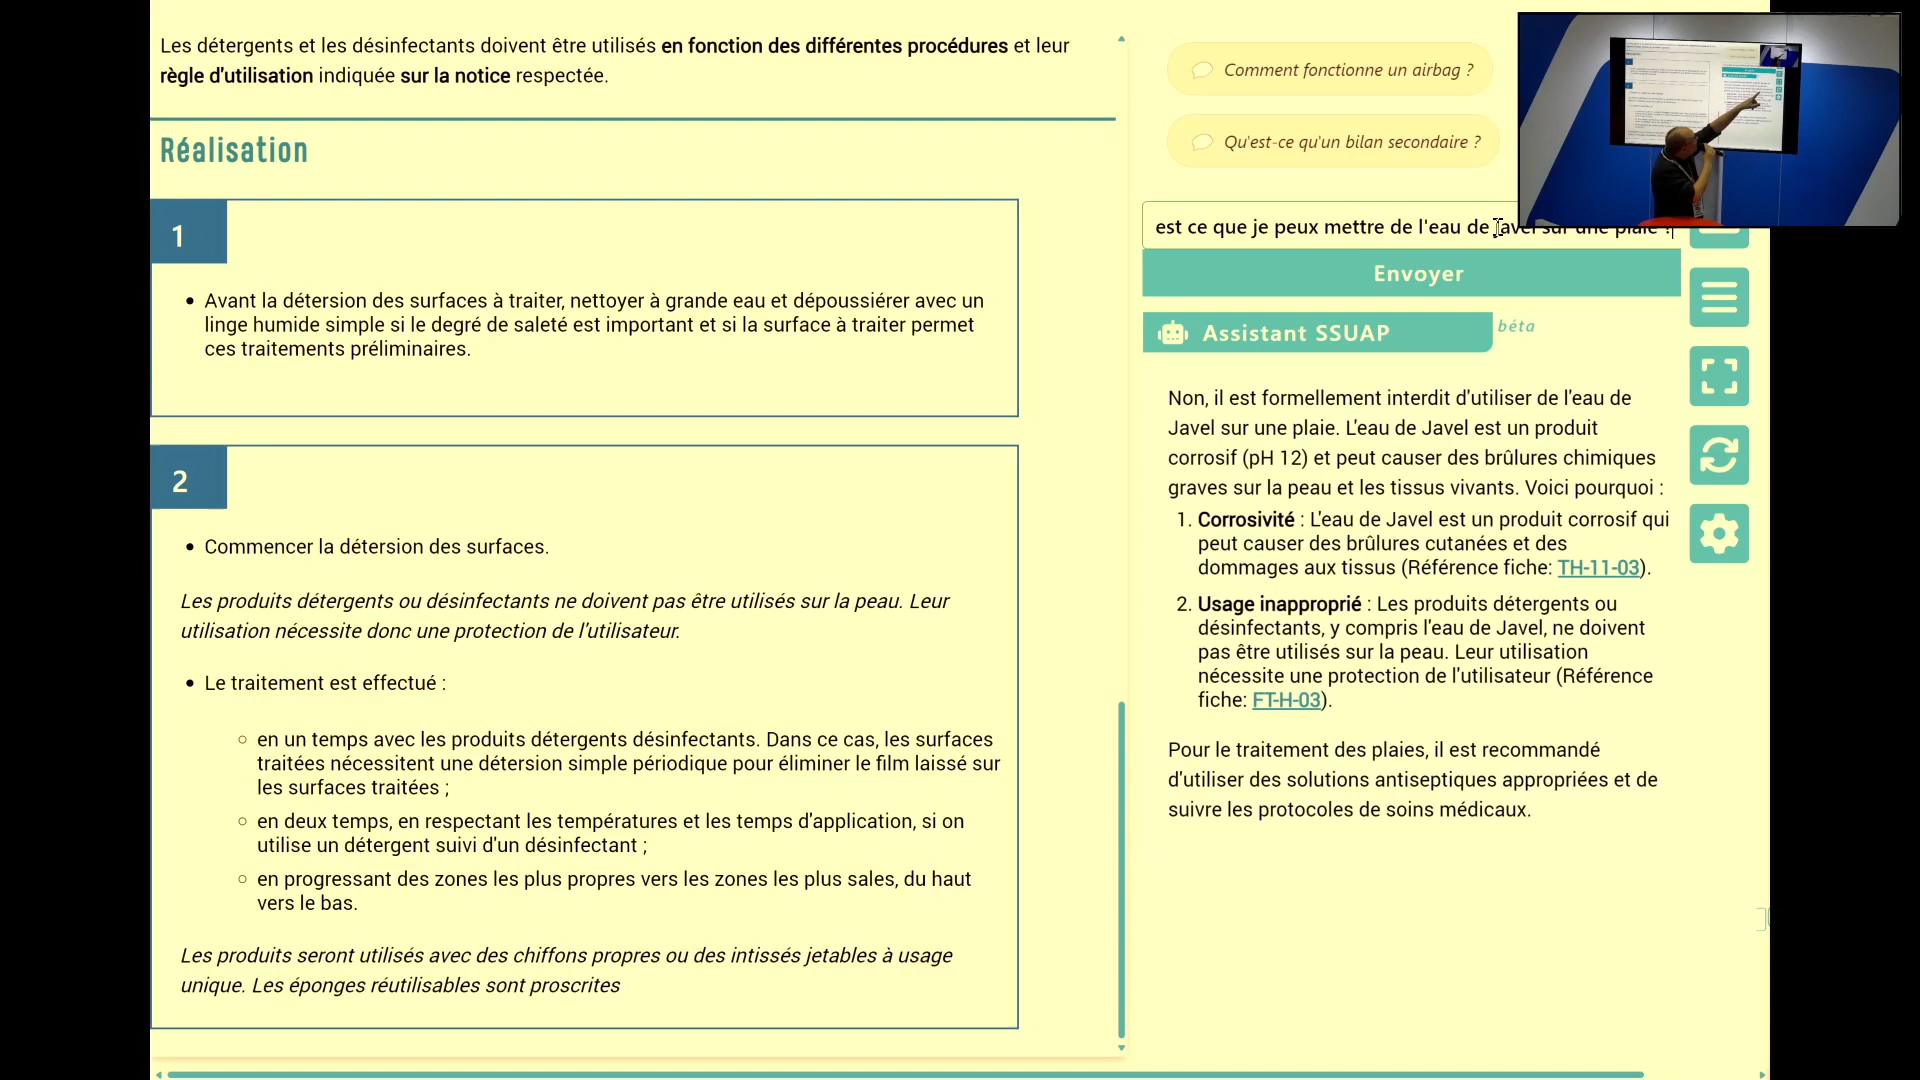 Les détergents et les désinfectants doivent être utilisés en fonction des différentes procédures et leur
règle d'utilisation indiquée sur la notice respectée.
Réalisation
1
• Avant la détersion des surfaces à traiter, nettoyer à grande eau et dépoussiérer avec un
linge humide simple si le degré de saleté est important et si la surface à traiter permet
ces traitements préliminaires.
2
• Commencer la détersion des surfaces.
Les produits détergents ou désinfectants ne doivent pas être utilisés sur la peau. Leur
utilisation nécessite donc une protection de l'utilisateur.
• Le traitement est effectué :
○ en un temps avec les produits détergents désinfectants. Dans ce cas, les surfaces
traitées nécessitent une détersion simple périodique pour éliminer le film laissé sur
les surfaces traitées ;
○ en deux temps, en respectant les températures et les temps d'application, si on
utilise un détergent suivi d'un désinfectant ;
○ en progressant des zones les plus propres vers les zones les plus sales, du haut
vers le bas.
Les produits seront utilisés avec des chiffons propres ou des intissés jetables à usage
unique. Les éponges réutilisables sont proscrites
Comment fonctionne un airbag ?
Qu'est-ce qu'un bilan secondaire ?
est ce que je peux mettre de l'eau de Javel sur une plaie ?
Envoyer
Assistant SSUAP
béta
Non, il est formellement interdit d'utiliser de l'eau de
Javel sur une plaie. L'eau de Javel est un produit
corrosif (pH 12) et peut causer des brûlures chimiques
graves sur la peau et les tissus vivants. Voici pourquoi :
1. Corrosivité : L'eau de Javel est un produit corrosif qui
peut causer des brûlures cutanées et des
dommages aux tissus (Référence fiche: TH-11-03).
2. Usage inapproprié : Les produits détergents ou
désinfectants, y compris l'eau de Javel, ne doivent
pas être utilisés sur la peau. Leur utilisation
nécessite une protection de l'utilisateur (Référence
fiche: FT-H-03).
Pour le traitement des plaies, il est recommandé
d'utiliser des solutions antiseptiques appropriées et de
suivre les protocoles de soins médicaux.